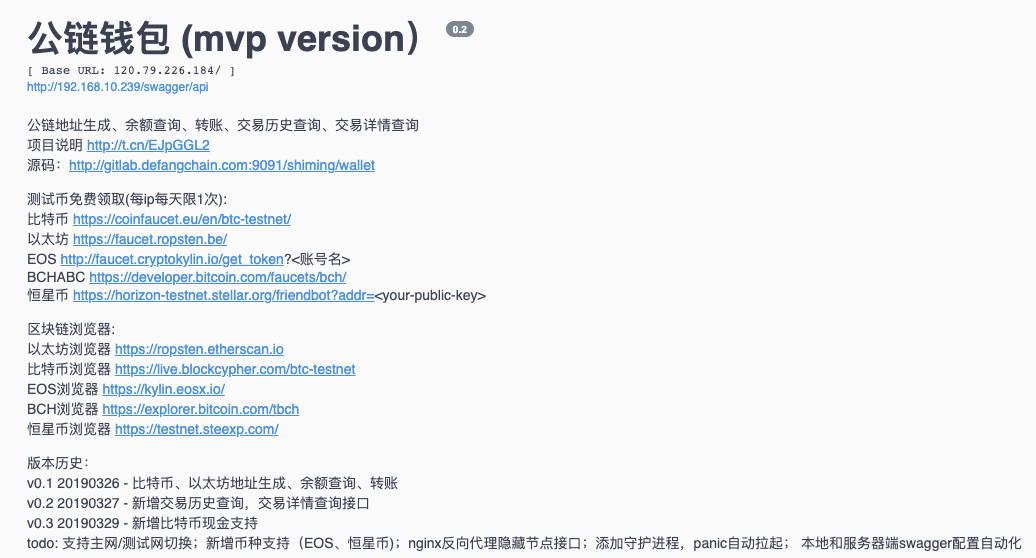 公链钱包 (mvp version） 0.2
[ Base URL: 120.79.226.184/ ]
http://192.168.10.239/swagger/api
公链地址生成、余额查询、转账、交易历史查询、交易详情查询
项目说明 http://t.cn/EJpGGL2
源码：http://gitlab.defangchain.com:9091/shiming/wallet
测试币免费领取(每ip每天限1次):
比特币 https://coinfaucet.eu/en/btc-testnet/
以太坊 https://faucet.ropsten.be/
EOS http://faucet.cryptokylin.io/get_token?<账号名>
BCHABC https://developer.bitcoin.com/faucets/bch/
恒星币 https://horizon-testnet.stellar.org/friendbot?addr=<your-public-key>
区块链浏览器:
以太坊浏览器 https://ropsten.etherscan.io
比特币浏览器 https://live.blockcypher.com/btc-testnet
EOS浏览器 https://kylin.eosx.io/
BCH浏览器 https://explorer.bitcoin.com/tbch
恒星币浏览器 https://testnet.steexp.com/
版本历史：
v0.1 20190326 - 比特币、以太坊地址生成、余额查询、转账
v0.2 20190327 - 新增交易历史查询，交易详情查询接口
v0.3 20190329 - 新增比特币现金支持
todo: 支持主网/测试网切换；新增币种支持（EOS、恒星币)；nginx反向代理隐藏节点接口；添加守护进程，panic自动拉起； 本地和服务器端swagger配置自动化